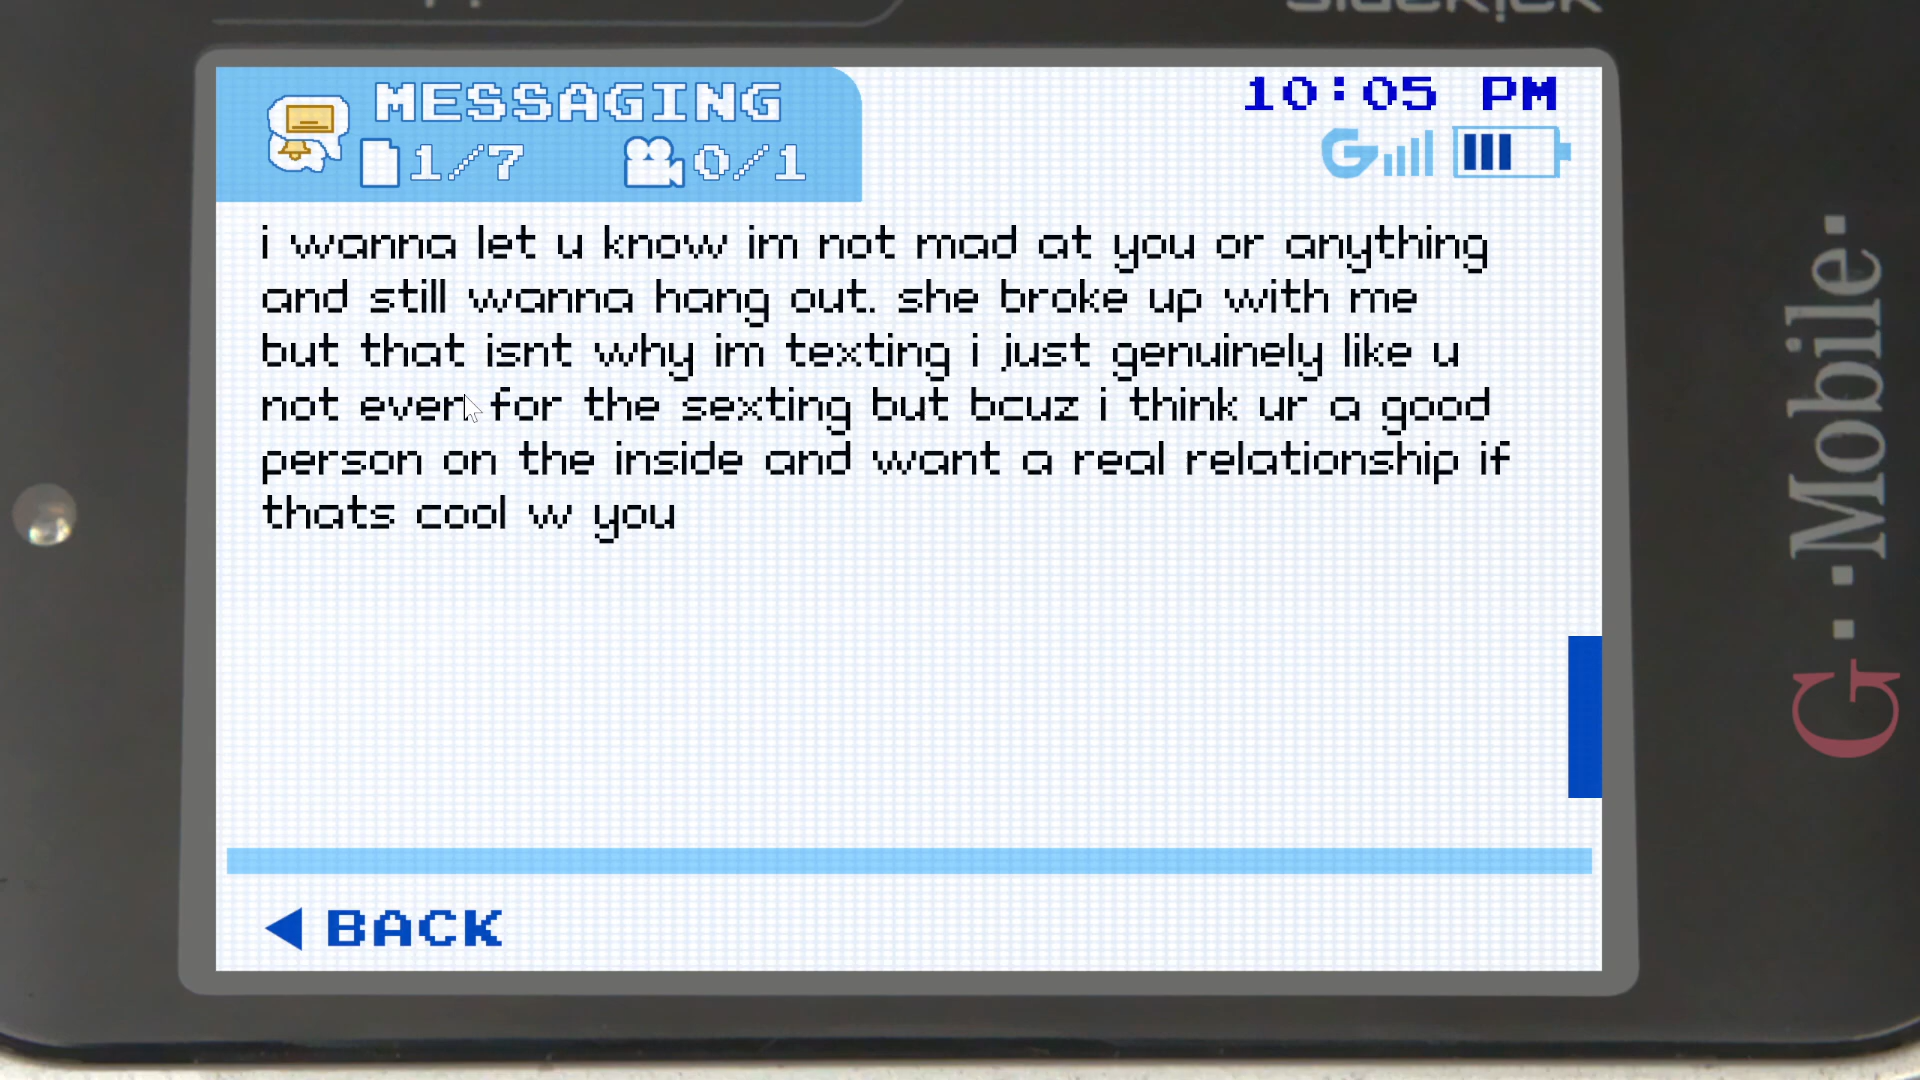 SIDEKICK
MESSAGING
1/7 0/1
10:05 PM
G
i wanna let u know im not mad at you or anything
and still wanna hang out. she broke up with me
but that isnt why im texting i just genuinely like u
not even for the sexting but bcuz i think ur a good
person on the inside and want a real relationship if
thats cool w you
BACK
G··Mobile·